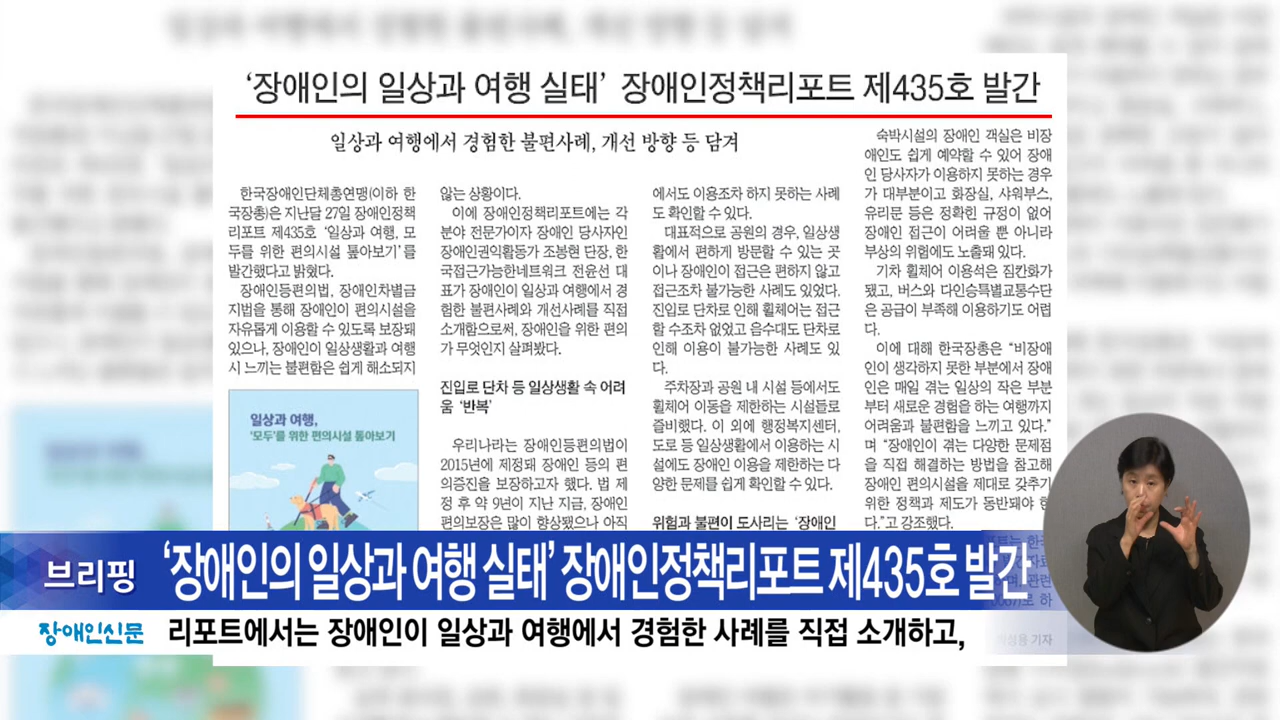 ‘장애인의 일상과 여행 실태’ 장애인정책리포트 제435호 발간
일상과 여행에서 경험한 불편사례, 개선 방향 등 담겨
한국장애인단체총연맹(이하 한
국장총)은 지난달 27일 장애인정책
리포트 제435호 ‘일상과 여행, 모
두를 위한 편의시설 톺아보기’를
발간했다고 밝혔다.
장애인등편의법, 장애인차별금
지법을 통해 장애인이 편의시설을
자유롭게 이용할 수 있도록 보장돼
있으나, 장애인이 일상생활과 여행
시 느끼는 불편함은 쉽게 해소되지
일상과 여행,
‘모두’를 위한 편의시설 톺아보기
않는 상황이다.
이에 장애인정책리포트에는 각
분야 전문가이자 장애인 당사자인
장애인권익활동가 조봉현 단장, 한
국접근가능한네트워크 전윤선 대
표가 장애인이 일상과 여행에서 경
험한 불편사례와 개선사례를 직접
소개함으로써, 장애인을 위한 편의
가 무엇인지 살펴봤다.
진입로 단차 등 일상생활 속 어려
움 ‘반복’
우리나라는 장애인등편의법이
2015년에 제정돼 장애인 등의 편
의증진을 보장하고자 했다. 법 제
정 후 약 9년이 지난 지금, 장애인
편의보장은 많이 향상됐으나 아직
에서도 이용조차 하지 못하는 사례
도 확인할 수 있다.
대표적으로 공원의 경우, 일상생
활에서 편하게 방문할 수 있는 곳
이나 장애인이 접근은 편하지 않고
접근조차 불가능한 사례도 있었다.
진입로 단차로 인해 휠체어는 접근
할 수조차 없었고 음수대도 단차로
인해 이용이 불가능한 사례도 있
다.
주차장과 공원 내 시설 등에서도
휠체어 이동을 제한하는 시설들로
즐비했다. 이 외에 행정복지센터,
도로 등 일상생활에서 이용하는 시
설에도 장애인 이용을 제한하는 다
양한 문제를 쉽게 확인할 수 있다.
위험과 불편이 도사리는 ‘장애인
숙박시설의 장애인 객실은 비장
애인도 쉽게 예약할 수 있어 장애
인 당사자가 이용하지 못하는 경우
가 대부분이고 화장실, 샤워부스,
유리문 등은 정확한 규정이 없어
장애인 접근이 어려울 뿐 아니라
부상의 위험에도 노출돼 있다.
기차 휠체어 이용석은 짐칸화가
됐고, 버스와 다인승특별교통수단
은 공급이 부족해 이용하기도 어렵
다.
이에 대해 한국장총은 “비장애
인이 생각하지 못한 부분에서 장애
인은 매일 겪는 일상의 작은 부분
부터 새로운 경험을 하는 여행까지
어려움과 불편함을 느끼고 있다.”
며 “장애인이 겪는 다양한 문제점
을 직접 해결하는 방법을 참고해
장애인 편의시설을 제대로 갖추기
위한 정책과 제도가 동반돼야 한
다.”고 강조했다.
브리핑 ‘장애인의 일상과 여행 실태’ 장애인정책리포트 제435호 발간
장애인신문 리포트에서는 장애인이 일상과 여행에서 경험한 사례를 직접 소개하고,